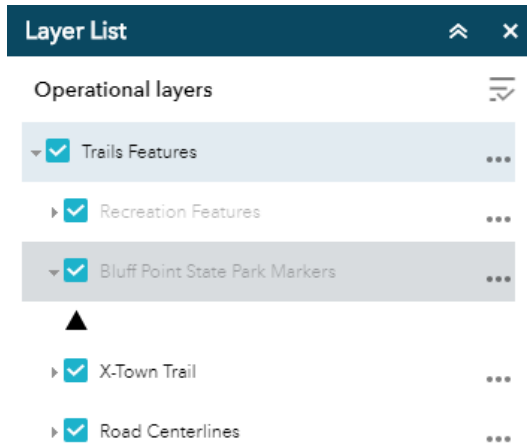 Layer List
Operational layers
Trails Features
Recreation Features
Bluff Point State Park Markers
X-Town Trail
Road Centerlines